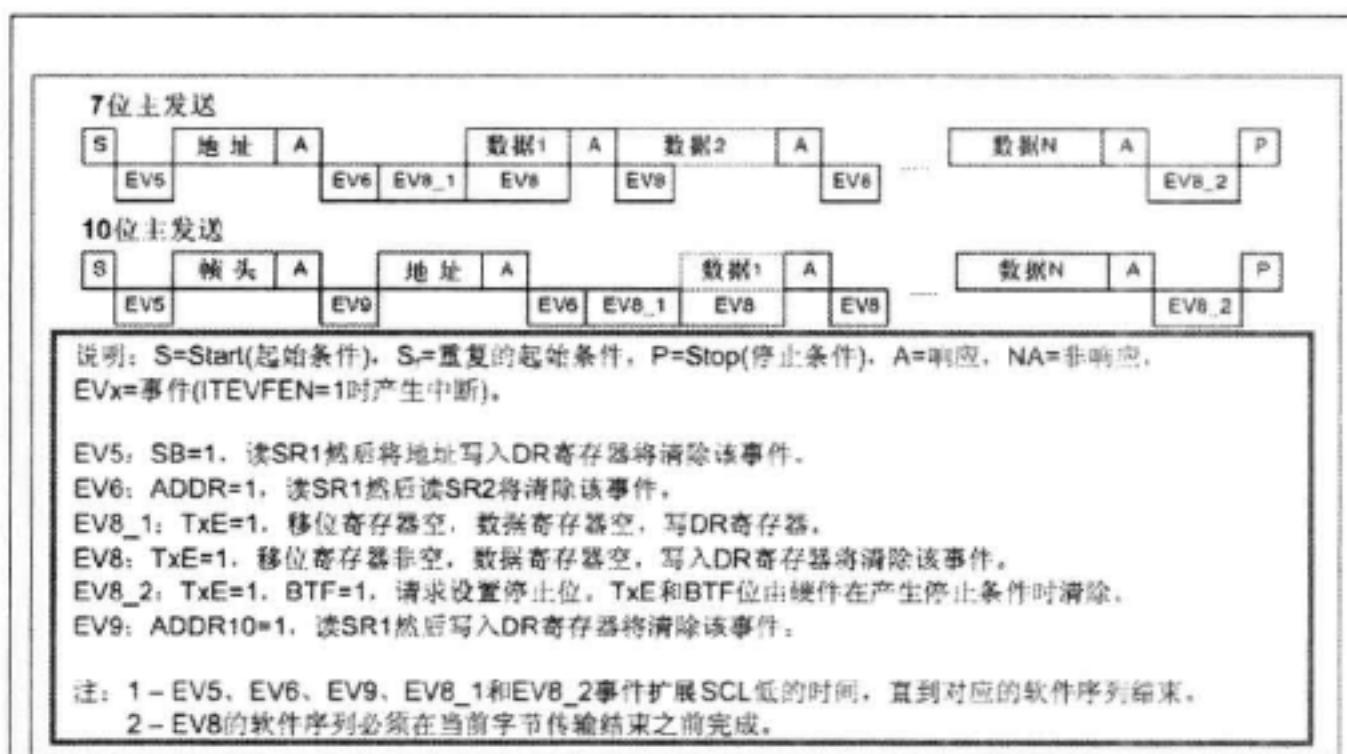 7位主发送
S 地址 A 数据1 A 数据2 A 数据N A P
EV5 EV6 EV8_1 EV8 EV8 EV8 ..... EV8_2
10位主发送
S 帧头 A 地址 A 数据1 A 数据N A P
EV5 EV9 EV6 EV8_1 EV8 EV8 ..... EV8_2
说明：S=Start(起始条件)，Sr=重复的起始条件，P=Stop(停止条件)，A=响应，NA=非响应，
EVx=事件(ITEVFEN=1时产生中断)。
EV5：SB=1，读SR1然后将地址写入DR寄存器将清除该事件。
EV6：ADDR=1，读SR1然后读SR2将清除该事件。
EV8_1：TxE=1，移位寄存器空，数据寄存器空，写DR寄存器。
EV8：TxE=1，移位寄存器非空，数据寄存器空，写入DR寄存器将清除该事件。
EV8_2：TxE=1，BTF=1，请求设置停止位。TxE和BTF位由硬件在产生停止条件时清除。
EV9：ADDR10=1，读SR1然后写入DR寄存器将清除该事件。
注：1 – EV5、EV6、EV9、EV8_1和EV8_2事件扩展SCL低的时间，直到对应的软件序列结束。
2 – EV8的软件序列必须在当前字节传输结束之前完成。